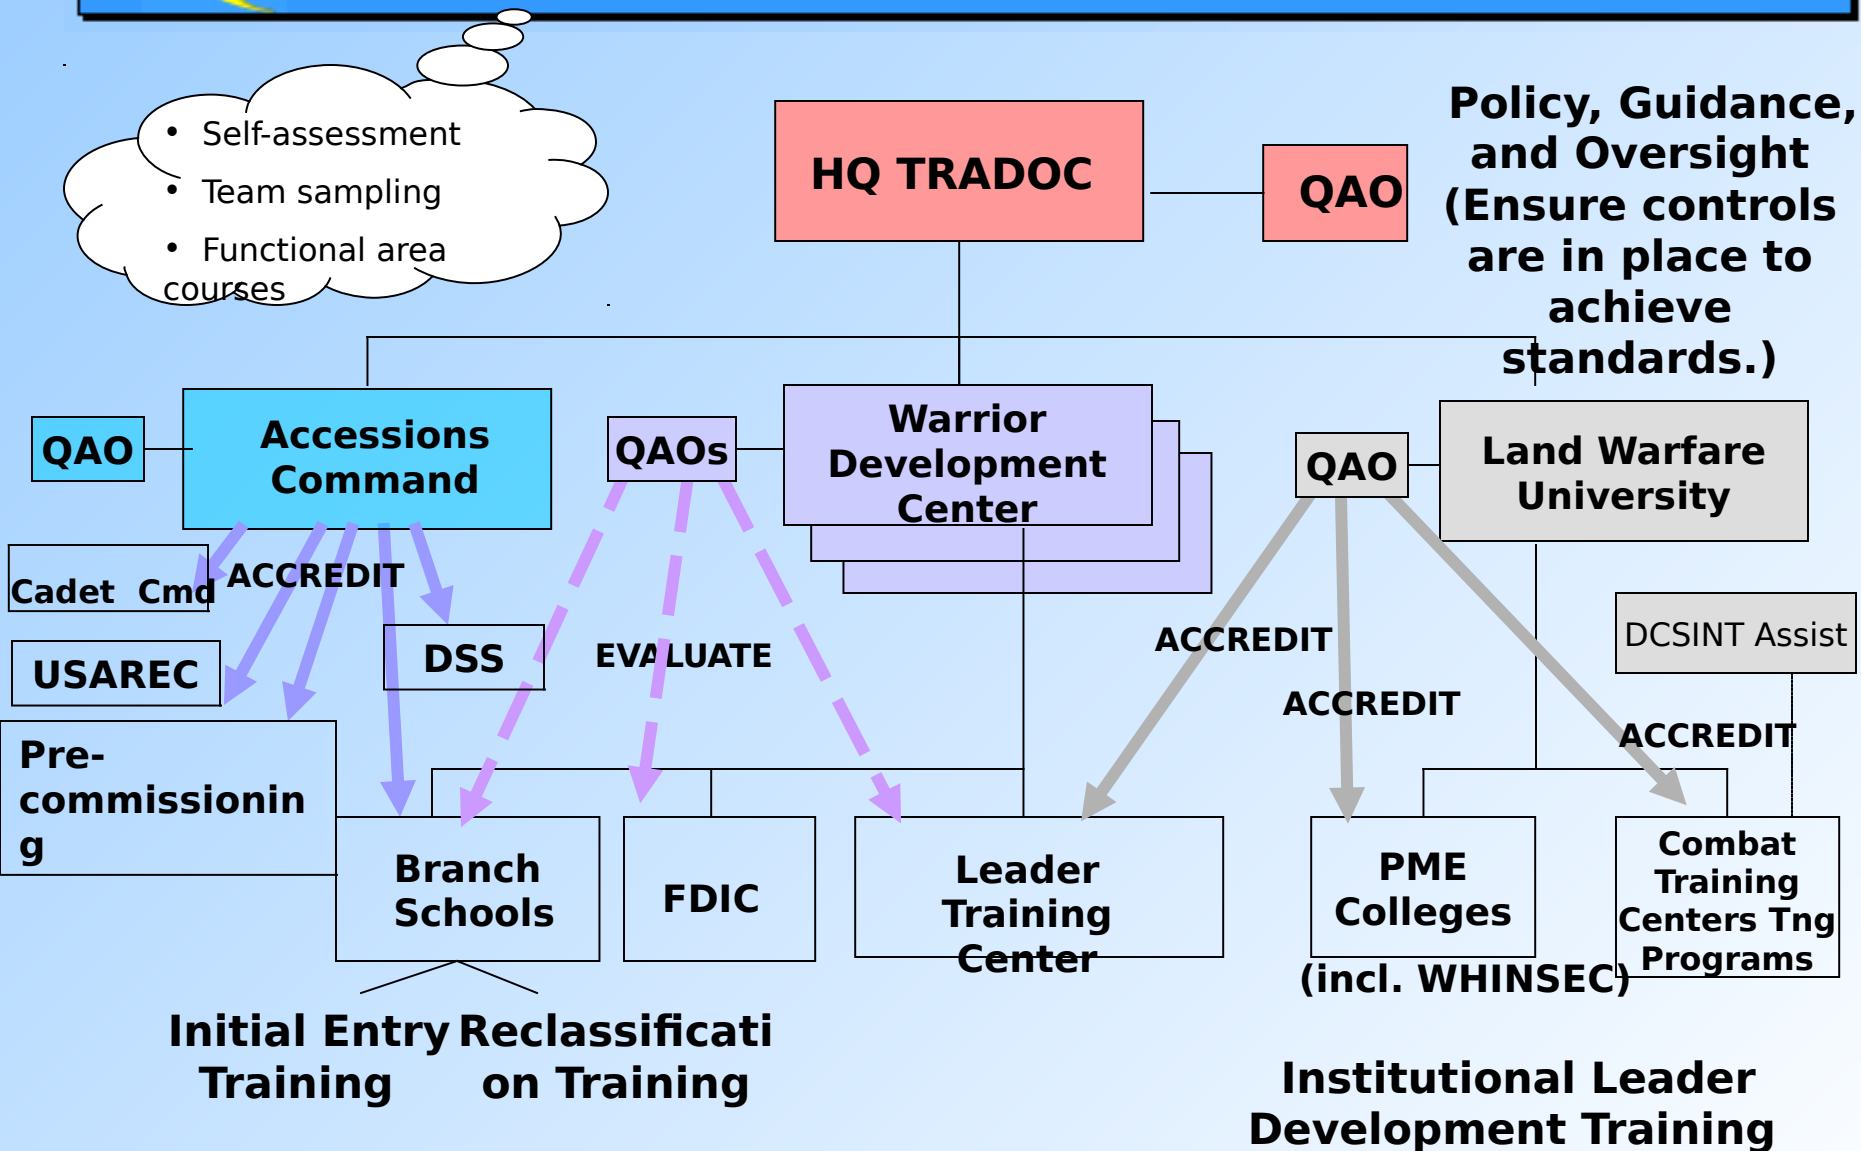 • Self-assessment
• Team sampling
• Functional area
courses
HQ TRADOC
QAO
Policy, Guidance,
and Oversight
(Ensure controls
are in place to
achieve
standards.)
QAO
Accessions
Command
QAOs
Warrior
Development
Center
QAO
Land Warfare
University
Cadet Cmd
ACCREDIT
USAREC
DSS
EVALUATE
ACCREDIT
ACCREDIT
DCSINT Assist
ACCREDIT
Pre-
commissionin
g
Branch
Schools
FDIC
Leader
Training
Center
PME
Colleges
(incl. WHINSEC)
Combat
Training
Centers Tng
Programs
Initial Entry
Training
Reclassificati
on Training
Institutional Leader
Development Training